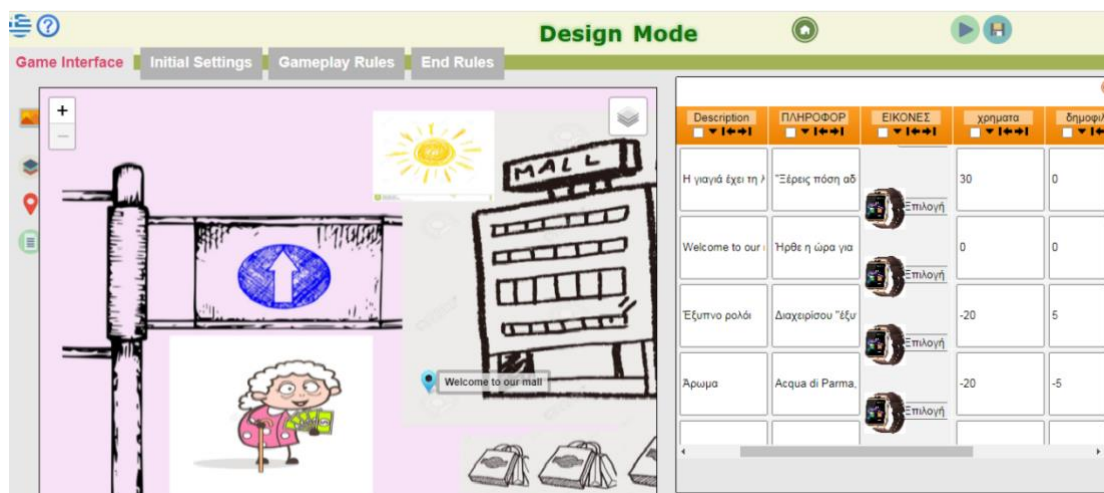 Design Mode
Game Interface
Initial Settings
Gameplay Rules
End Rules
+
MALL
Welcome to our mall
Description ΠΛΗΡΟΦΟΡ ΕΙΚΟΝΕΣ χρηματα δημοφιλ
Η γιαγιά έχει τη "Ξέρεις πόση αδ Επιλογή 30 0
Welcome to our Ήρθε η ώρα για Επιλογή 0 0
Έξυπνο ρολόι Διαχειρίσου "έξυ Επιλογή -20 5
Άρωμα Acqua di Parma, Επιλογή -20 -5